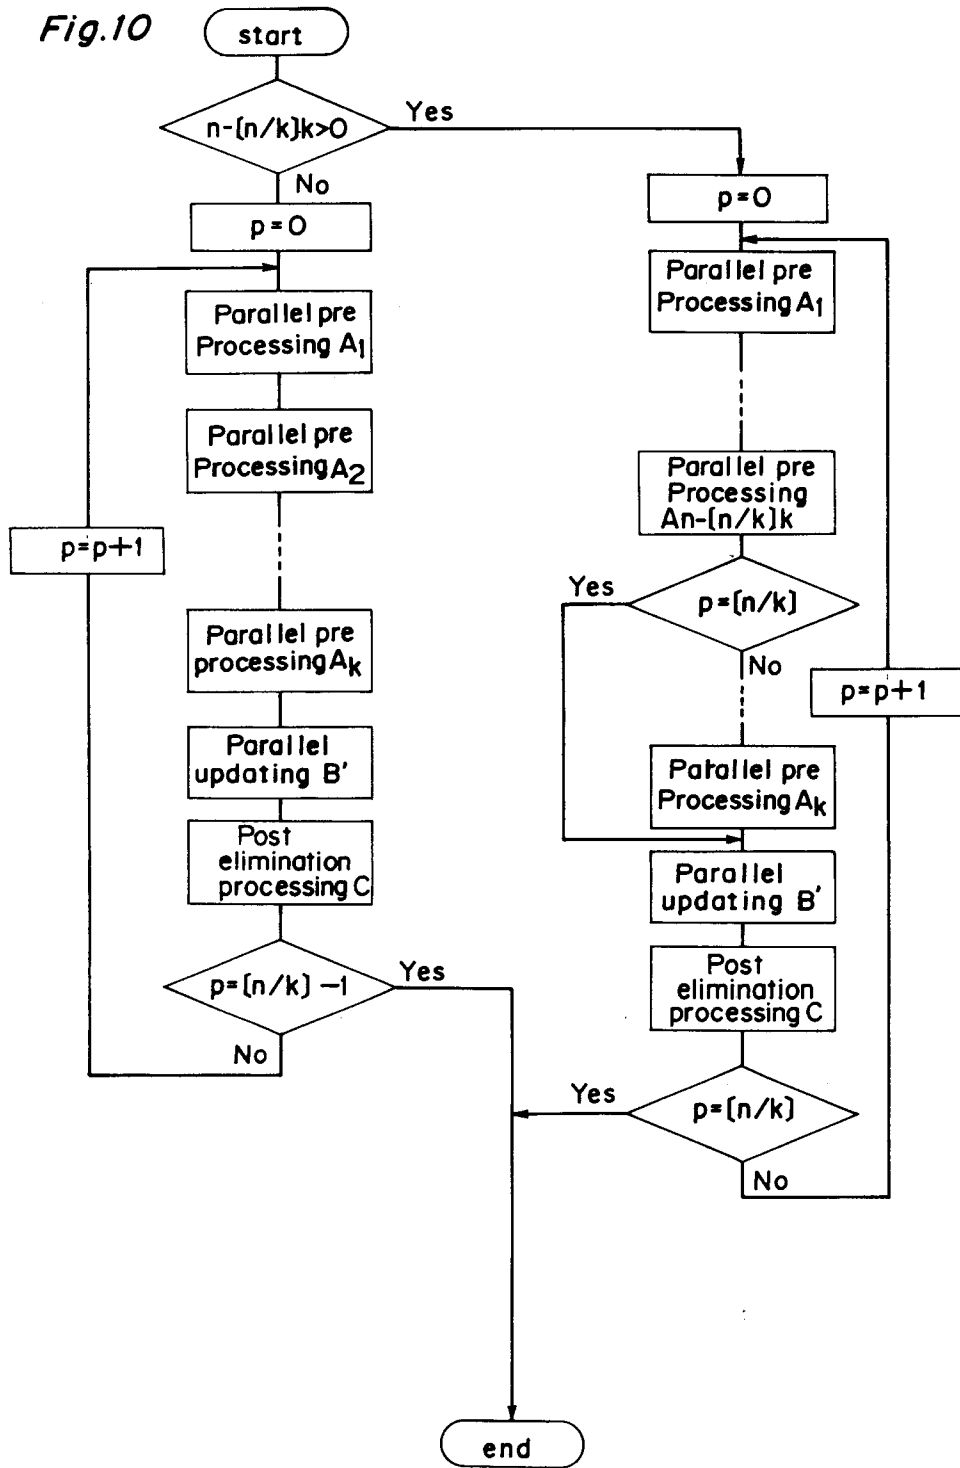 Fig.10
start
n-[n/k]k>0
Yes
No
p=0
Parallel pre
Processing A1
Parallel pre
Processing A2
p=p+1
Parallel pre
processing Ak
Parallel
updating B'
Post
elimination
processing C
p=[n/k] -1
Yes
No
p=0
Parallel pre
Processing A1
Parallel pre
Processing
An-[n/k]k
Yes
p=[n/k]
No
p=p+1
Parallel pre
Processing Ak
Parallel
updating B'
Post
elimination
processing C
Yes
p=[n/k]
No
end